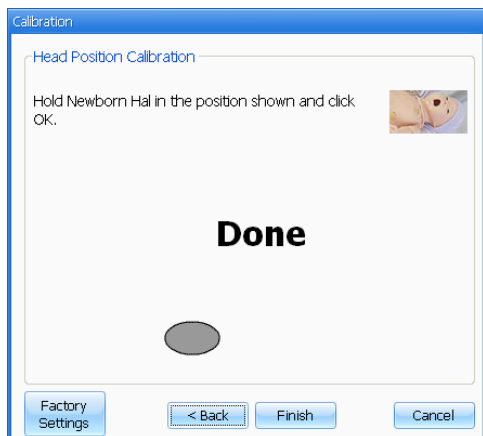 Calibration
Head Position Calibration
Hold Newborn Hal in the position shown and click
OK.
Done
Factory
Settings
< Back
Finish
Cancel